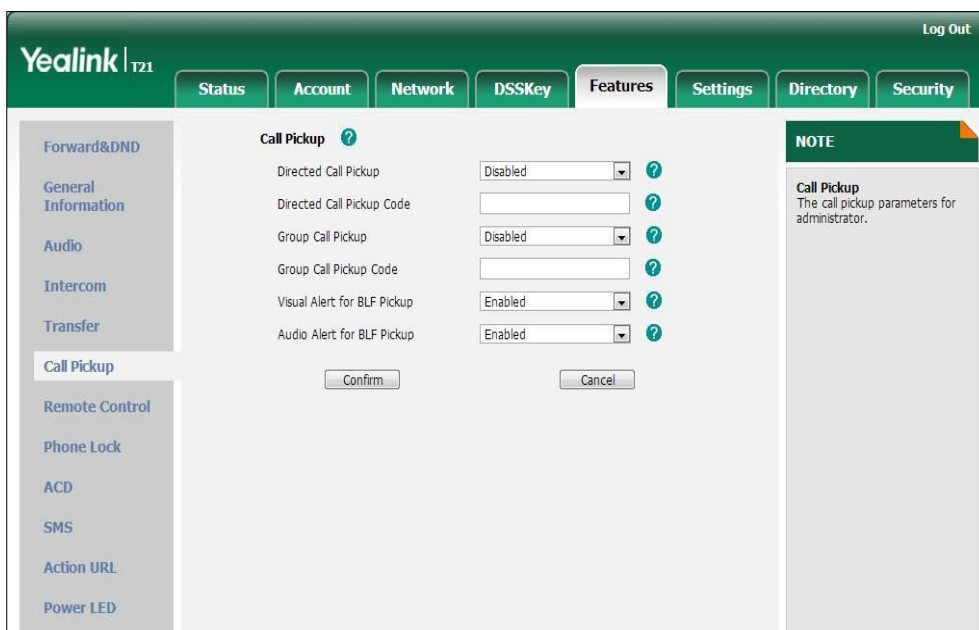 Log Out
Yealink | T21
Status
Account
Network
DSSKey
Features
Settings
Directory
Security
Forward&DND
General
Information
Audio
Intercom
Transfer
Call Pickup
Remote Control
Phone Lock
ACD
SMS
Action URL
Power LED
Call Pickup ?
Directed Call Pickup Disabled ?
Directed Call Pickup Code ?
Group Call Pickup Disabled ?
Group Call Pickup Code ?
Visual Alert for BLF Pickup Enabled ?
Audio Alert for BLF Pickup Enabled ?
Confirm Cancel
NOTE
Call Pickup
The call pickup parameters for
administrator.